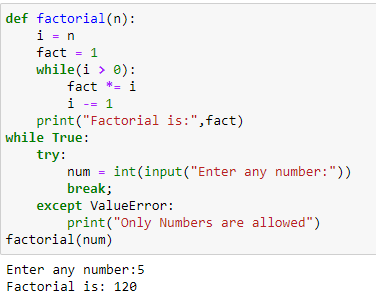 def factorial(n):
    i = n
    fact = 1
    while(i > 0):
        fact *= i
        i -= 1
    print("Factorial is:",fact)
while True:
    try:
        num = int(input("Enter any number:"))
        break;
    except ValueError:
        print("Only Numbers are allowed")
factorial(num)
Enter any number:5
Factorial is: 120